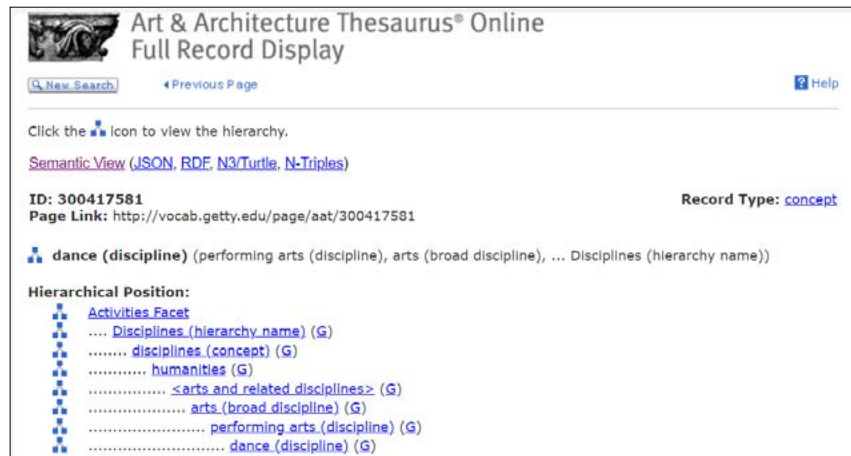 Art & Architecture Thesaurus® Online
Full Record Display
New Search
Previous Page
Help
Click the icon to view the hierarchy.
Semantic View (JSON, RDF, N3/Turtle, N-Triples)
ID: 300417581
Record Type: concept
Page Link: http://vocab.getty.edu/page/aat/300417581
dance (discipline) (performing arts (discipline), arts (broad discipline), ... Disciplines (hierarchy name))
Hierarchical Position:
Activities Facet
.... Disciplines (hierarchy name) (G)
........ disciplines (concept) (G)
............ humanities (G)
................ <arts and related disciplines> (G)
.................... arts (broad discipline) (G)
........................ performing arts (discipline) (G)
............................ dance (discipline) (G)